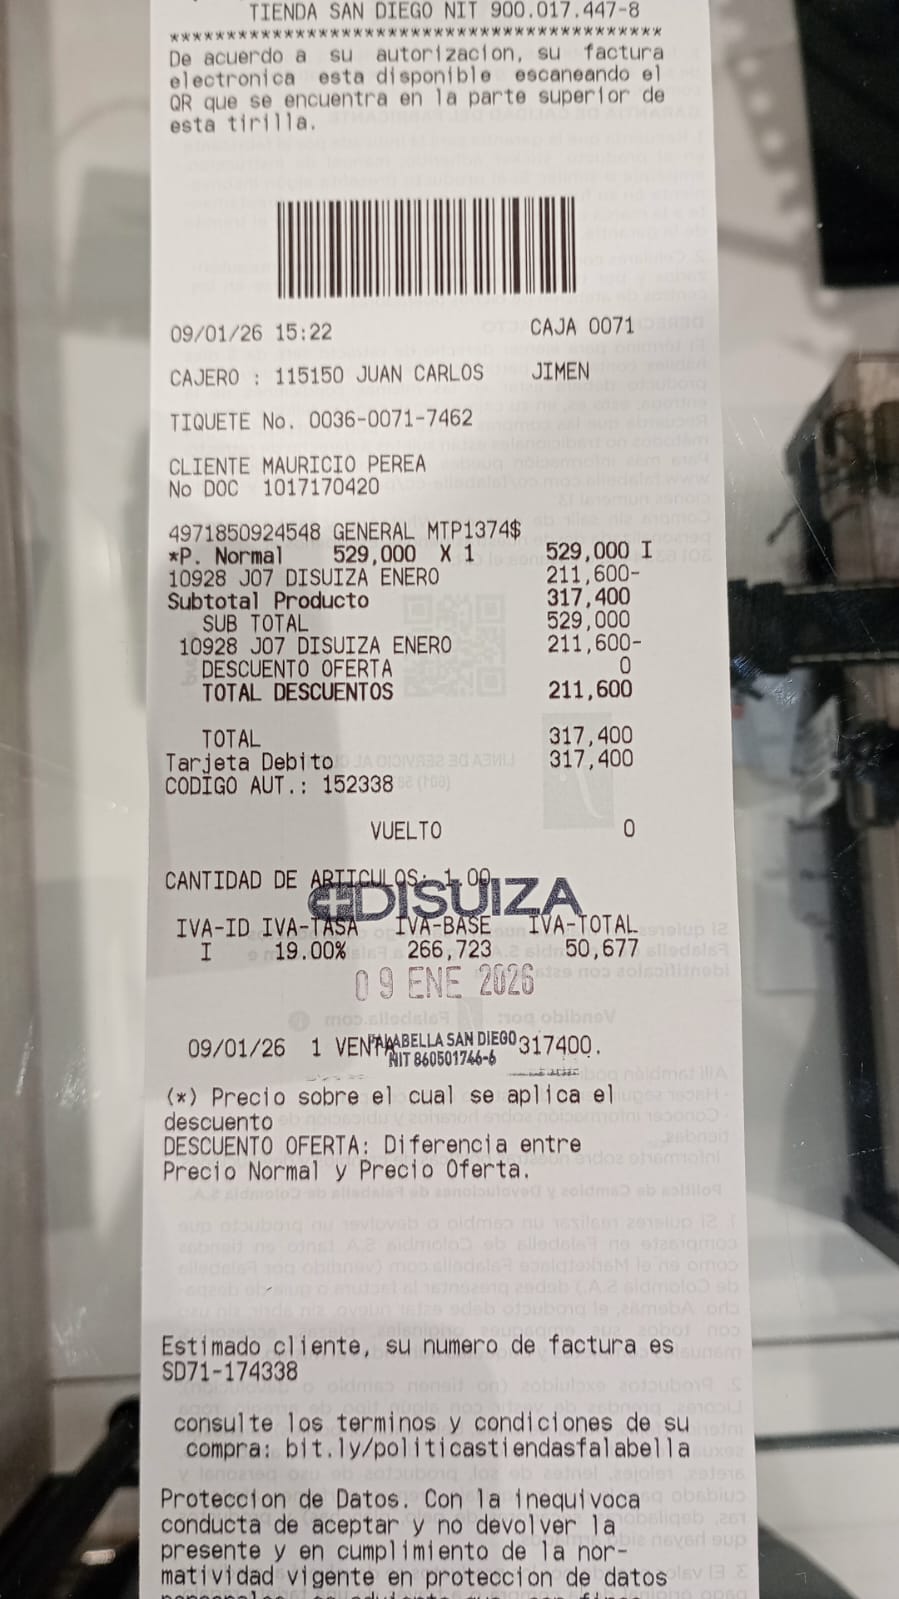 TIENDA SAN DIEGO NIT 900.017.447-8
******************************************
De acuerdo a su autorizacion, su factura
electronica esta disponible escaneando el
QR que se encuentra en la parte superior de
esta tirilla.
09/01/26 15:22 CAJA 0071
CAJERO : 115150 JUAN CARLOS JIMEN
TIQUETE No. 0036-0071-7462
CLIENTE MAURICIO PEREA
No DOC 1017170420
4971850924548 GENERAL MTP1374$
*P. Normal 529,000 X 1 529,000 I
10928 J07 DISUIZA ENERO 211,600-
Subtotal Producto 317,400
SUB TOTAL 529,000
10928 J07 DISUIZA ENERO 211,600-
DESCUENTO OFERTA 0
TOTAL DESCUENTOS 211,600
TOTAL 317,400
Tarjeta Debito 317,400
CODIGO AUT.: 152338
VUELTO 0
CANTIDAD DE ARTICULOS: 1.00
DISUIZA
IVA-ID IVA-TASA IVA-BASE IVA-TOTAL
I 19.00% 266,723 50,677
09 ENE 2026
FALABELLA SAN DIEGO
NIT 860501746-6
09/01/26 1 VENTA 317400.
(*) Precio sobre el cual se aplica el
descuento
DESCUENTO OFERTA: Diferencia entre
Precio Normal y Precio Oferta.
Estimado cliente, su numero de factura es
SD71-174338
consulte los terminos y condiciones de su
compra: bit.ly/politicastiendasfalabella
Proteccion de Datos. Con la inequivoca
conducta de aceptar y no devolver la
presente y en cumplimiento de la nor-
matividad vigente en proteccion de datos